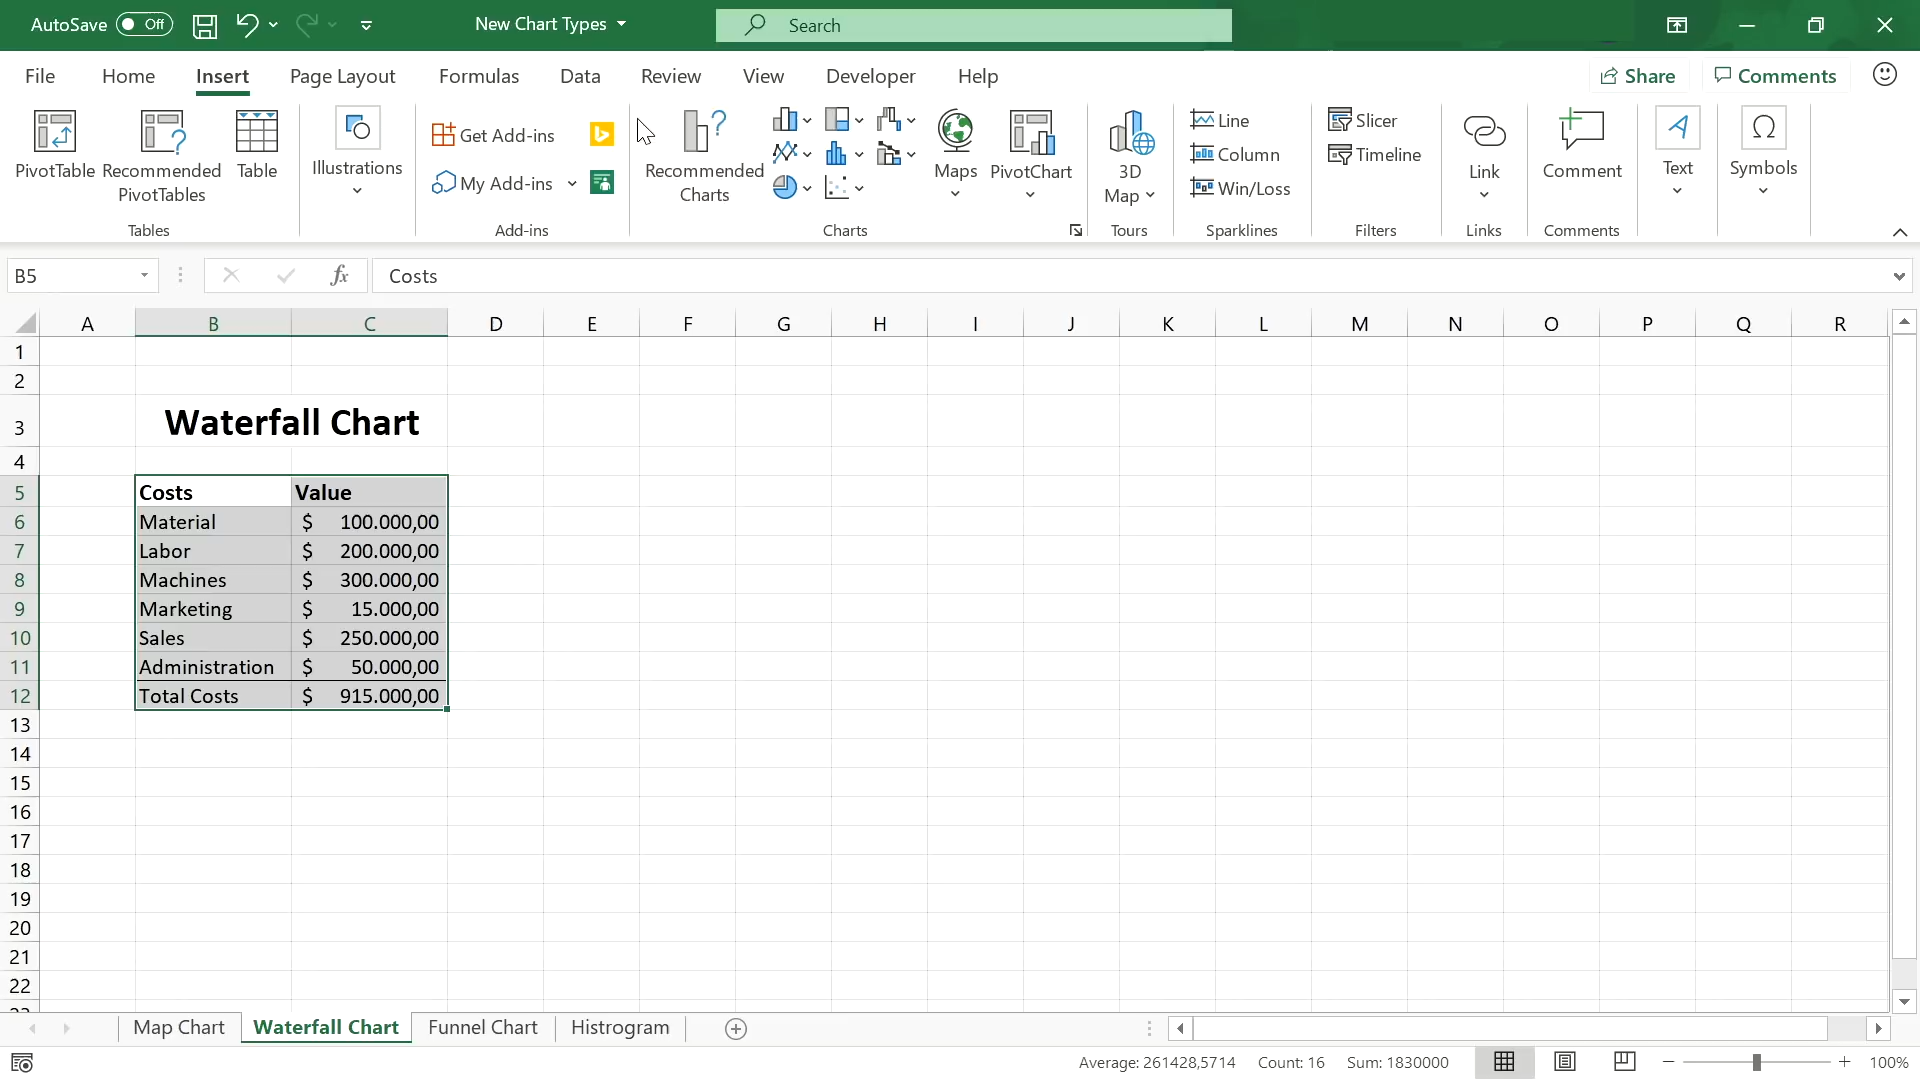 AutoSave Off New Chart Types Search
File Home Insert Page Layout Formulas Data Review View Developer Help Share Comments
PivotTable
Recommended
PivotTables
Table
Tables
Illustrations
Get Add-ins
My Add-ins
Add-ins
Recommended
Charts
Maps
PivotChart
Charts
3D
Map
Tours
Line
Column
Win/Loss
Sparklines
Slicer
Timeline
Filters
Link
Links
Comment
Comments
Text
Symbols
B5 fx Costs
A B C D E F G H I J K L M N O P Q R
1
2
3 Waterfall Chart
4
5 Costs Value
6 Material $ 100.000,00
7 Labor $ 200.000,00
8 Machines $ 300.000,00
9 Marketing $ 15.000,00
10 Sales $ 250.000,00
11 Administration $ 50.000,00
12 Total Costs $ 915.000,00
13
14
15
16
17
18
19
20
21
22
Map Chart Waterfall Chart Funnel Chart Histrogram
Average: 261428,5714 Count: 16 Sum: 1830000 100%